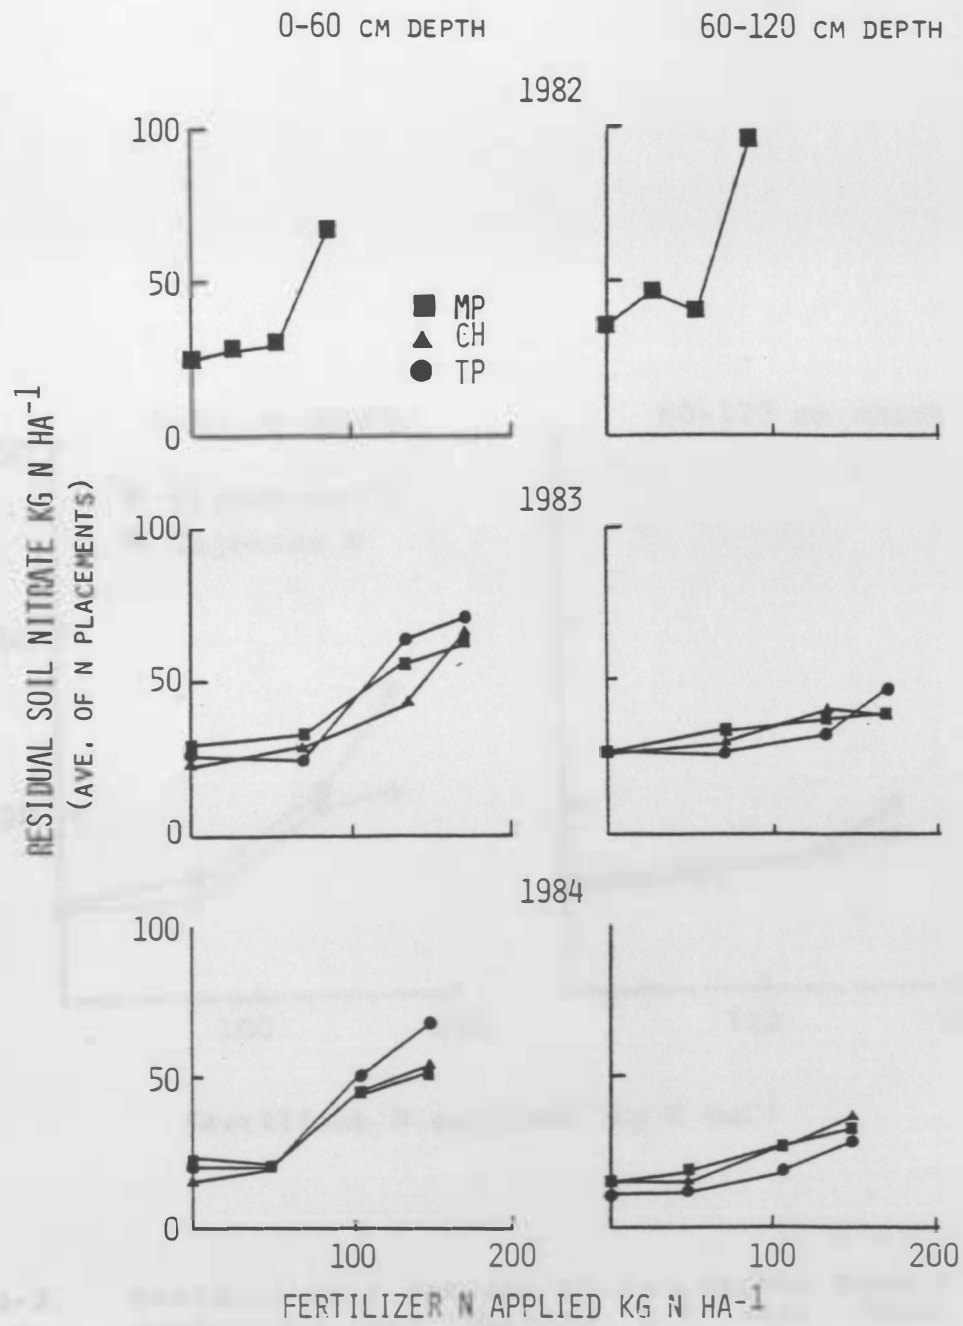 0-60 CM DEPTH
60-120 CM DEPTH
1982
100
50
0
MP
CH
TP
RESIDUAL SOIL NITRATE KG N HA-1
(AVE. OF N PLACEMENTS)
1983
100
50
0
1984
100
50
0
100
200
100
200
FERTILIZER N APPLIED KG N HA-1